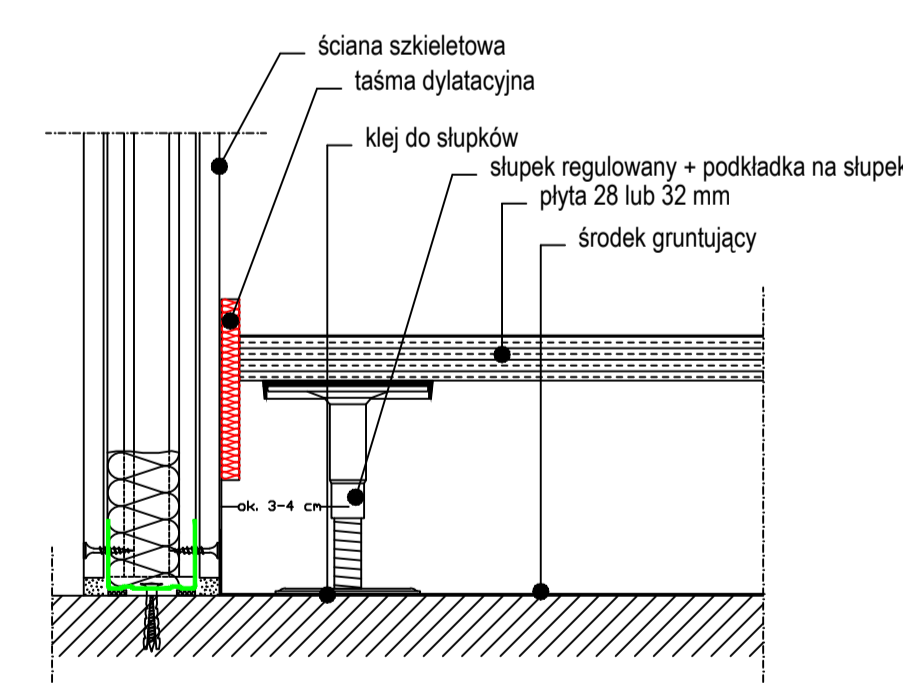 ściana szkieletowa
taśma dylatacyjna
klej do słupków
słupek regulowany + podkładka na słupek
płyta 28 lub 32 mm
środek gruntujący
ok. 3-4 cm